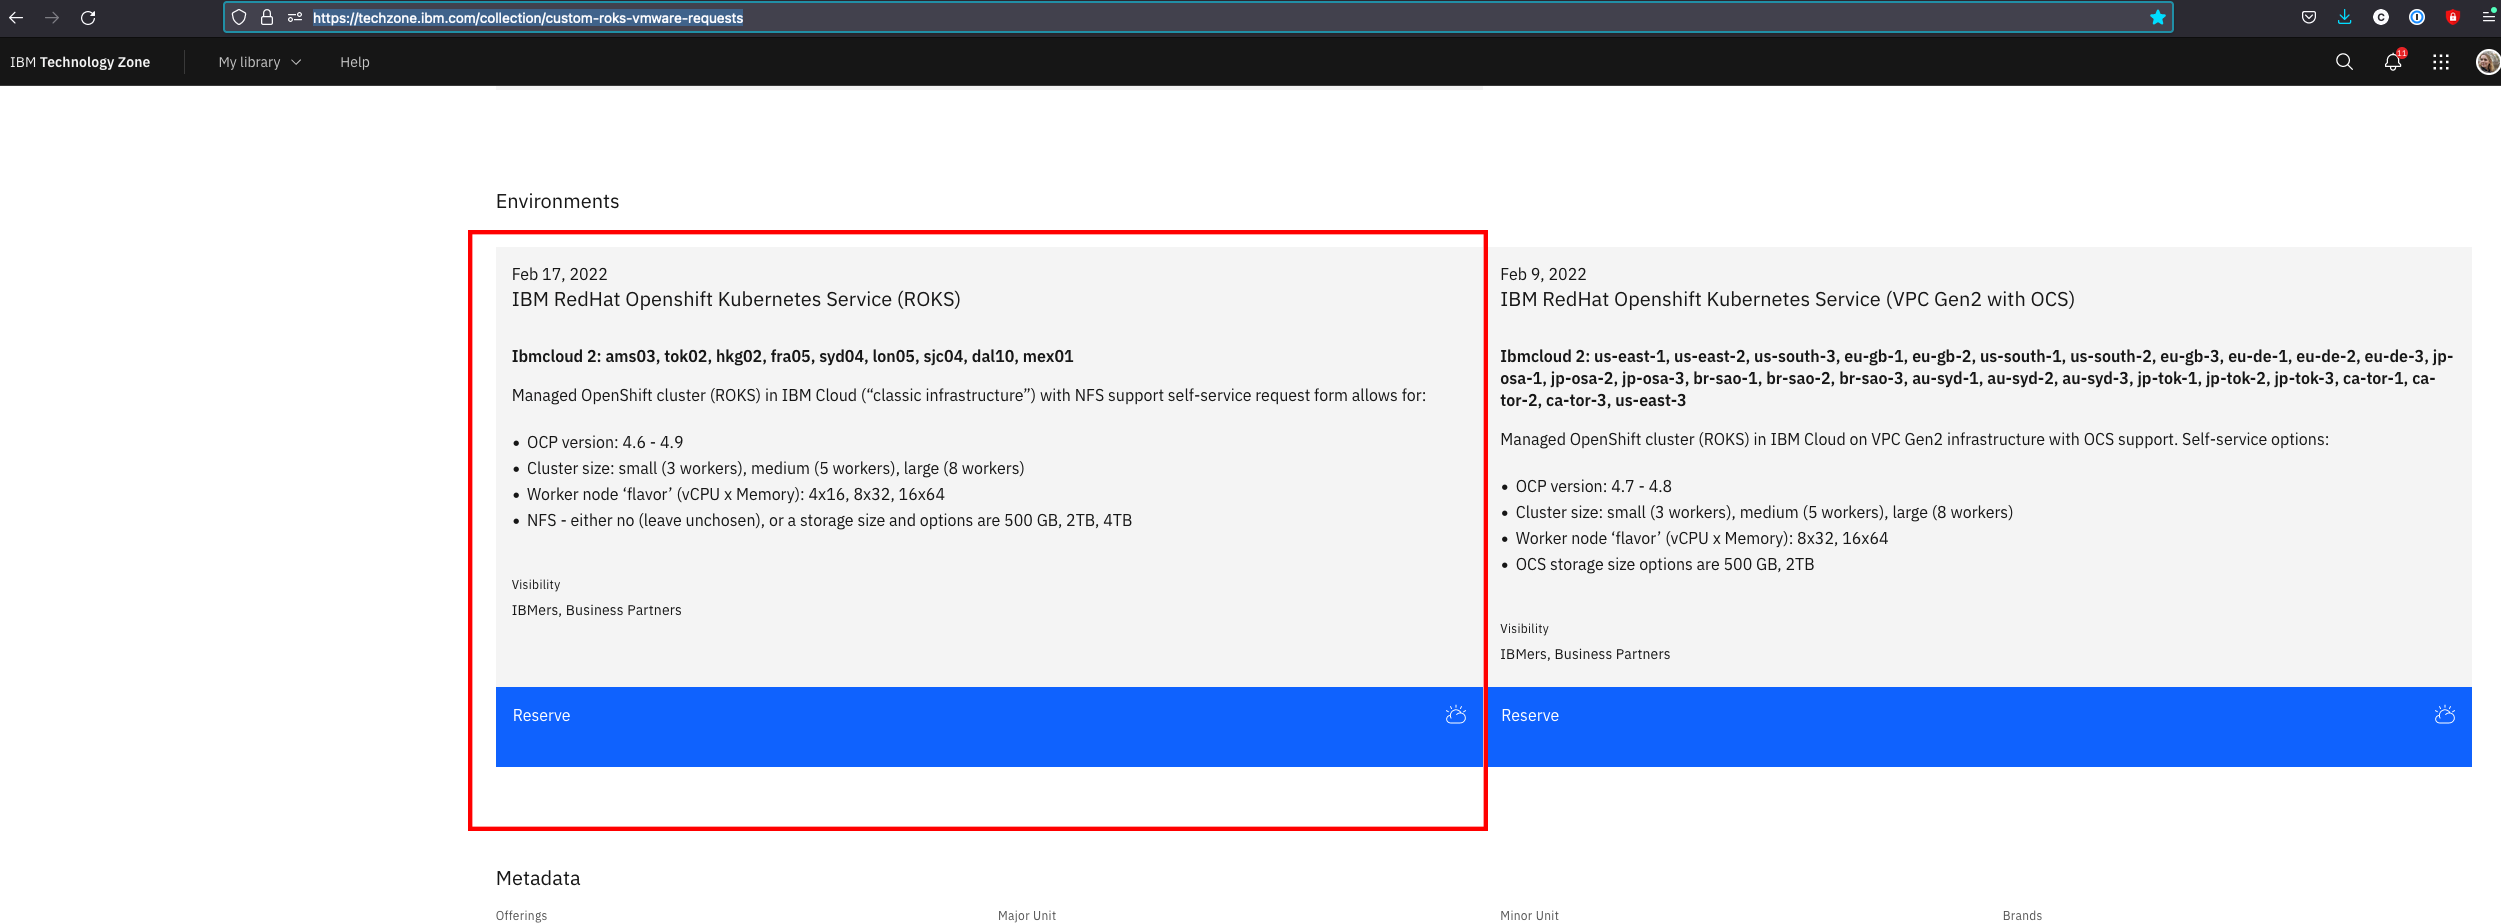 https://techzone.ibm.com/collection/custom-roks-vmware-requests
IBM Technology Zone
My library
Help
11
Environments
Feb 17, 2022
IBM RedHat Openshift Kubernetes Service (ROKS)
Ibmcloud 2: ams03, tok02, hkg02, fra05, syd04, lon05, sjc04, dal10, mex01
Managed OpenShift cluster (ROKS) in IBM Cloud (“classic infrastructure”) with NFS support self-service request form allows for:
• OCP version: 4.6 - 4.9
• Cluster size: small (3 workers), medium (5 workers), large (8 workers)
• Worker node ‘flavor’ (vCPU x Memory): 4x16, 8x32, 16x64
• NFS - either no (leave unchosen), or a storage size and options are 500 GB, 2TB, 4TB
Visibility
IBMers, Business Partners
Reserve
Feb 9, 2022
IBM RedHat Openshift Kubernetes Service (VPC Gen2 with OCS)
Ibmcloud 2: us-east-1, us-east-2, us-south-3, eu-gb-1, eu-gb-2, us-south-1, us-south-2, eu-gb-3, eu-de-1, eu-de-2, eu-de-3, jp-
osa-1, jp-osa-2, jp-osa-3, br-sao-1, br-sao-2, br-sao-3, au-syd-1, au-syd-2, au-syd-3, jp-tok-1, jp-tok-2, jp-tok-3, ca-tor-1, ca-
tor-2, ca-tor-3, us-east-3
Managed OpenShift cluster (ROKS) in IBM Cloud on VPC Gen2 infrastructure with OCS support. Self-service options:
• OCP version: 4.7 - 4.8
• Cluster size: small (3 workers), medium (5 workers), large (8 workers)
• Worker node ‘flavor’ (vCPU x Memory): 8x32, 16x64
• OCS storage size options are 500 GB, 2TB
Visibility
IBMers, Business Partners
Reserve
Metadata
Offerings
Major Unit
Minor Unit
Brands